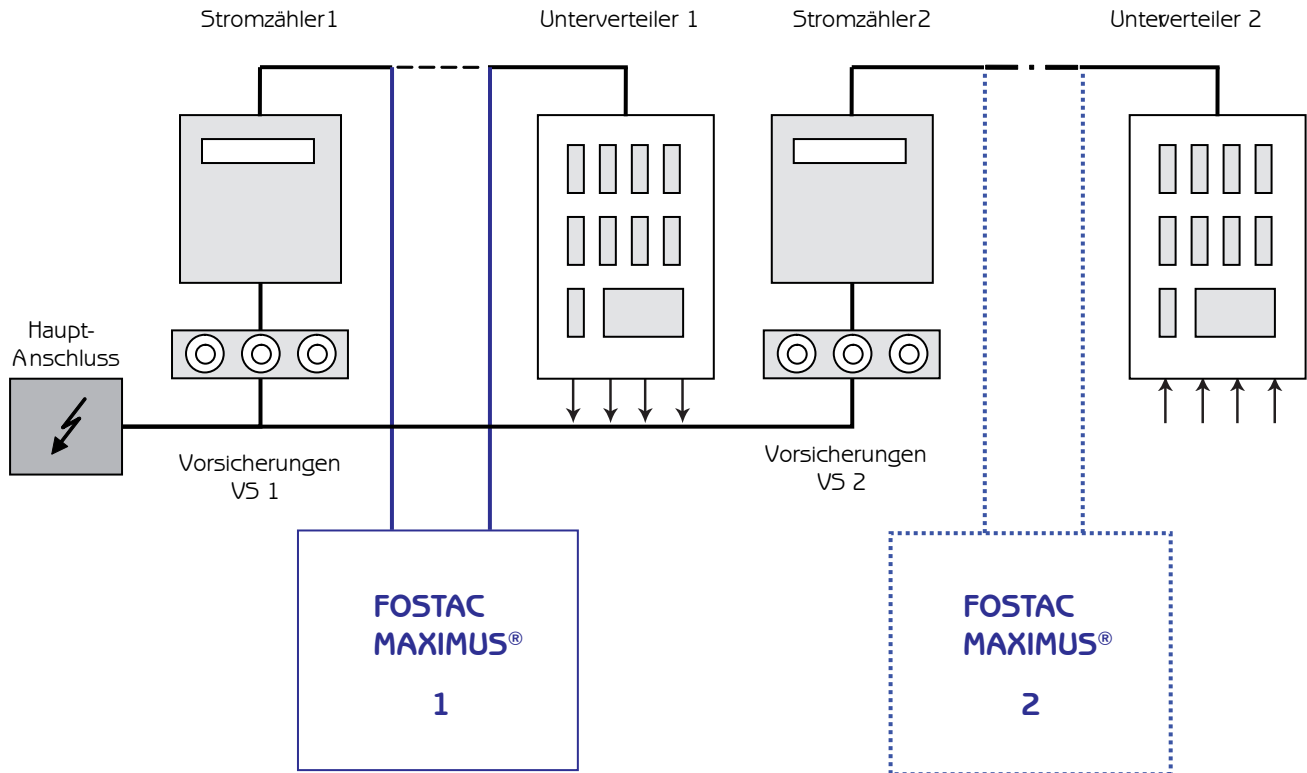 Stromzähler1
Unterverteiler 1
Stromzähler2
Unterverteiler 2
Haupt-
Anschluss
Vorsicherungen
VS 1
Vorsicherungen
VS 2
FOSTAC
MAXIMUS®
1
FOSTAC
MAXIMUS®
2